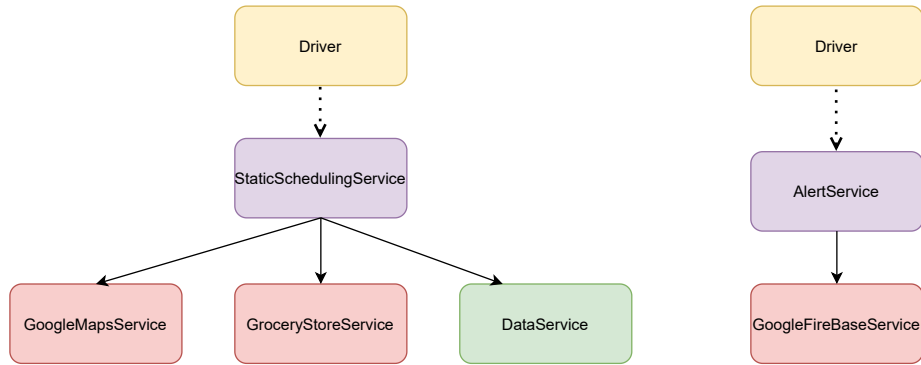 Driver
Driver
StaticSchedulingService
AlertService
GoogleMapsService
GroceryStoreService
DataService
GoogleFireBaseService